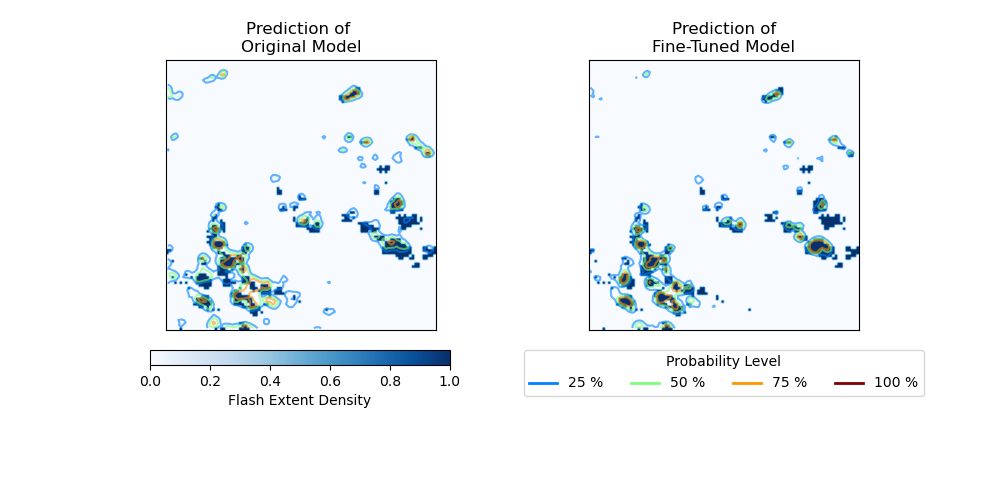 Prediction of
Original Model
Prediction of
Fine-Tuned Model
0.0 0.2 0.4 0.6 0.8 1.0
Flash Extent Density
Probability Level
25 % 50 % 75 % 100 %